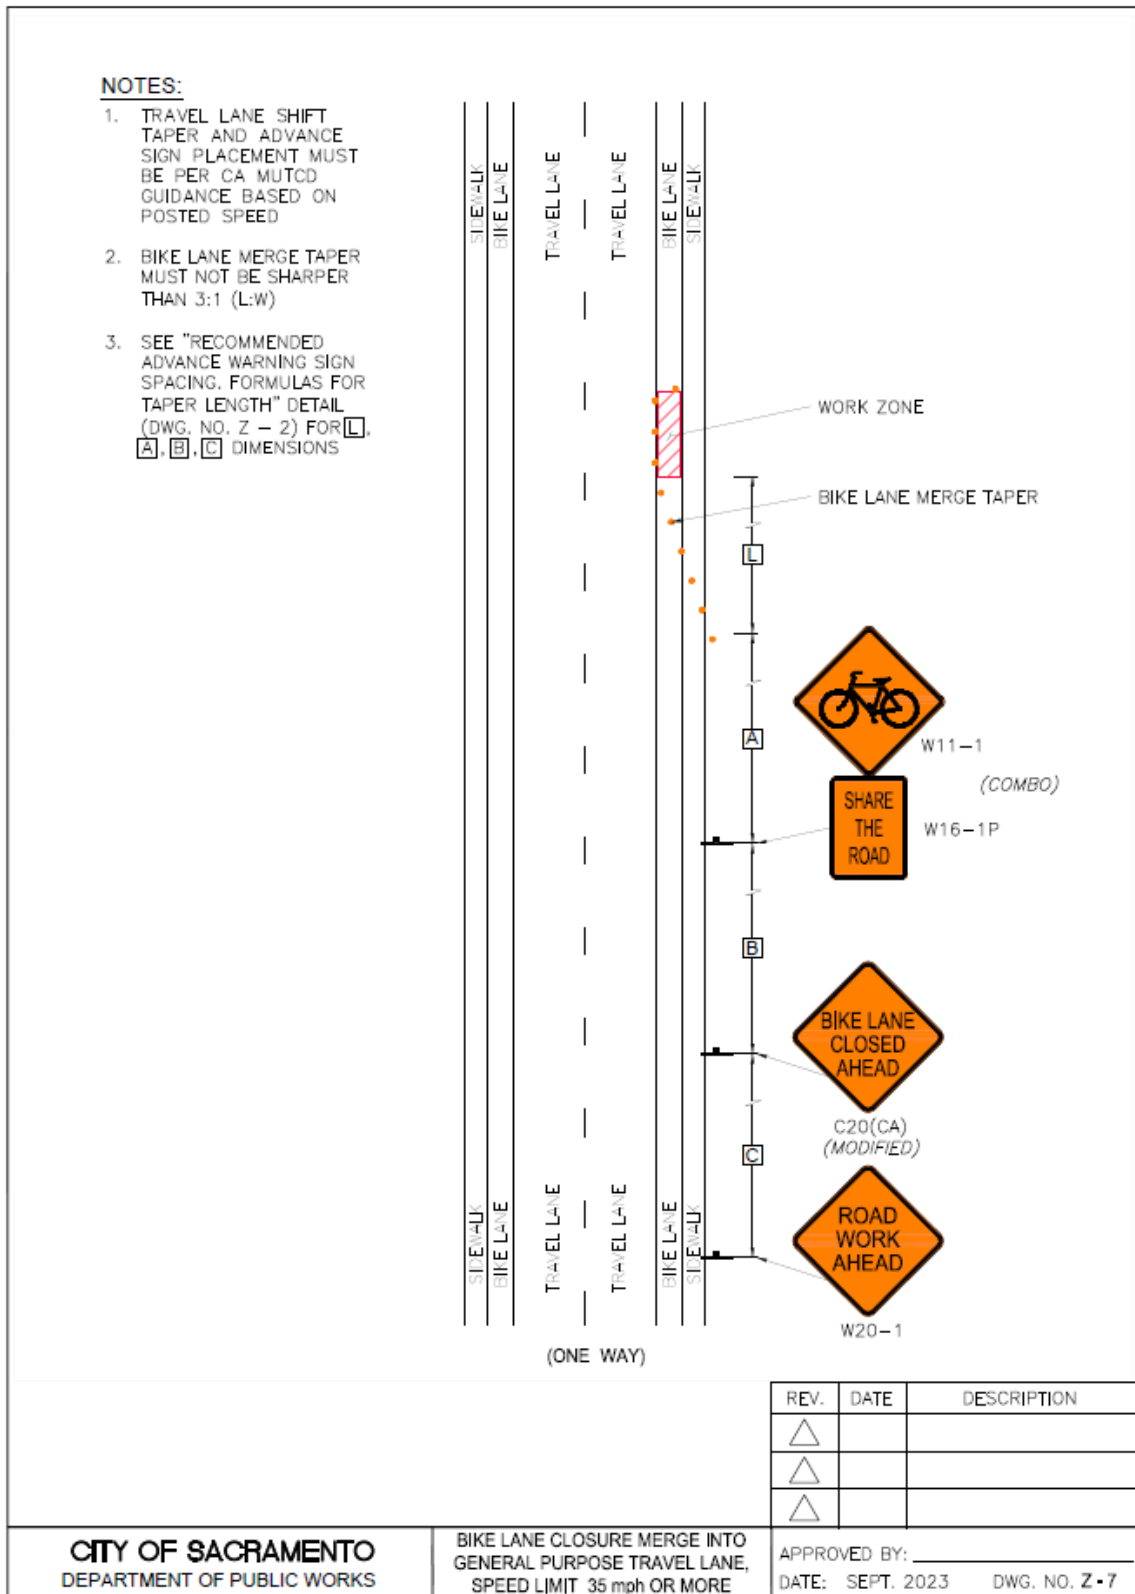 NOTES:
1. TRAVEL LANE SHIFT
TAPER AND ADVANCE
SIGN PLACEMENT MUST
BE PER CA MUTCD
GUIDANCE BASED ON
POSTED SPEED
2. BIKE LANE MERGE TAPER
MUST NOT BE SHARPER
THAN 3:1 (L:W)
3. SEE "RECOMMENDED
ADVANCE WARNING SIGN
SPACING. FORMULAS FOR
TAPER LENGTH" DETAIL
(DWG. NO. Z – 2) FOR L,
A, B, C DIMENSIONS
SIDEWALK
BIKE LANE
TRAVEL LANE
TRAVEL LANE
BIKE LANE
SIDEWALK
WORK ZONE
BIKE LANE MERGE TAPER
L
A
W11–1
(COMBO)
SHARE
THE
ROAD
W16–1P
B
BIKE LANE
CLOSED
AHEAD
C20(CA)
(MODIFIED)
C
ROAD
WORK
AHEAD
W20–1
SIDEWALK
BIKE LANE
TRAVEL LANE
TRAVEL LANE
BIKE LANE
SIDEWALK
(ONE WAY)
REV. DATE DESCRIPTION
CITY OF SACRAMENTO
DEPARTMENT OF PUBLIC WORKS
BIKE LANE CLOSURE MERGE INTO
GENERAL PURPOSE TRAVEL LANE,
SPEED LIMIT 35 mph OR MORE
APPROVED BY:
DATE: SEPT. 2023 DWG. NO. Z-7